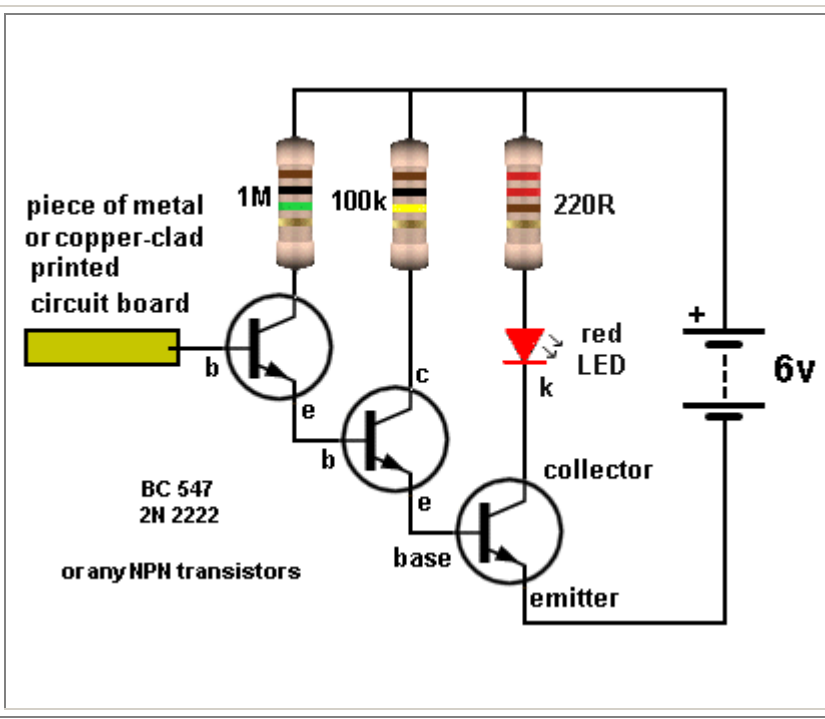 1M
100k
220R
piece of metal
or copper-clad
printed
circuit board
b
e
c
b
e
base
red
LED
k
+
6v
collector
emitter
BC 547
2N 2222
or any NPN transistors